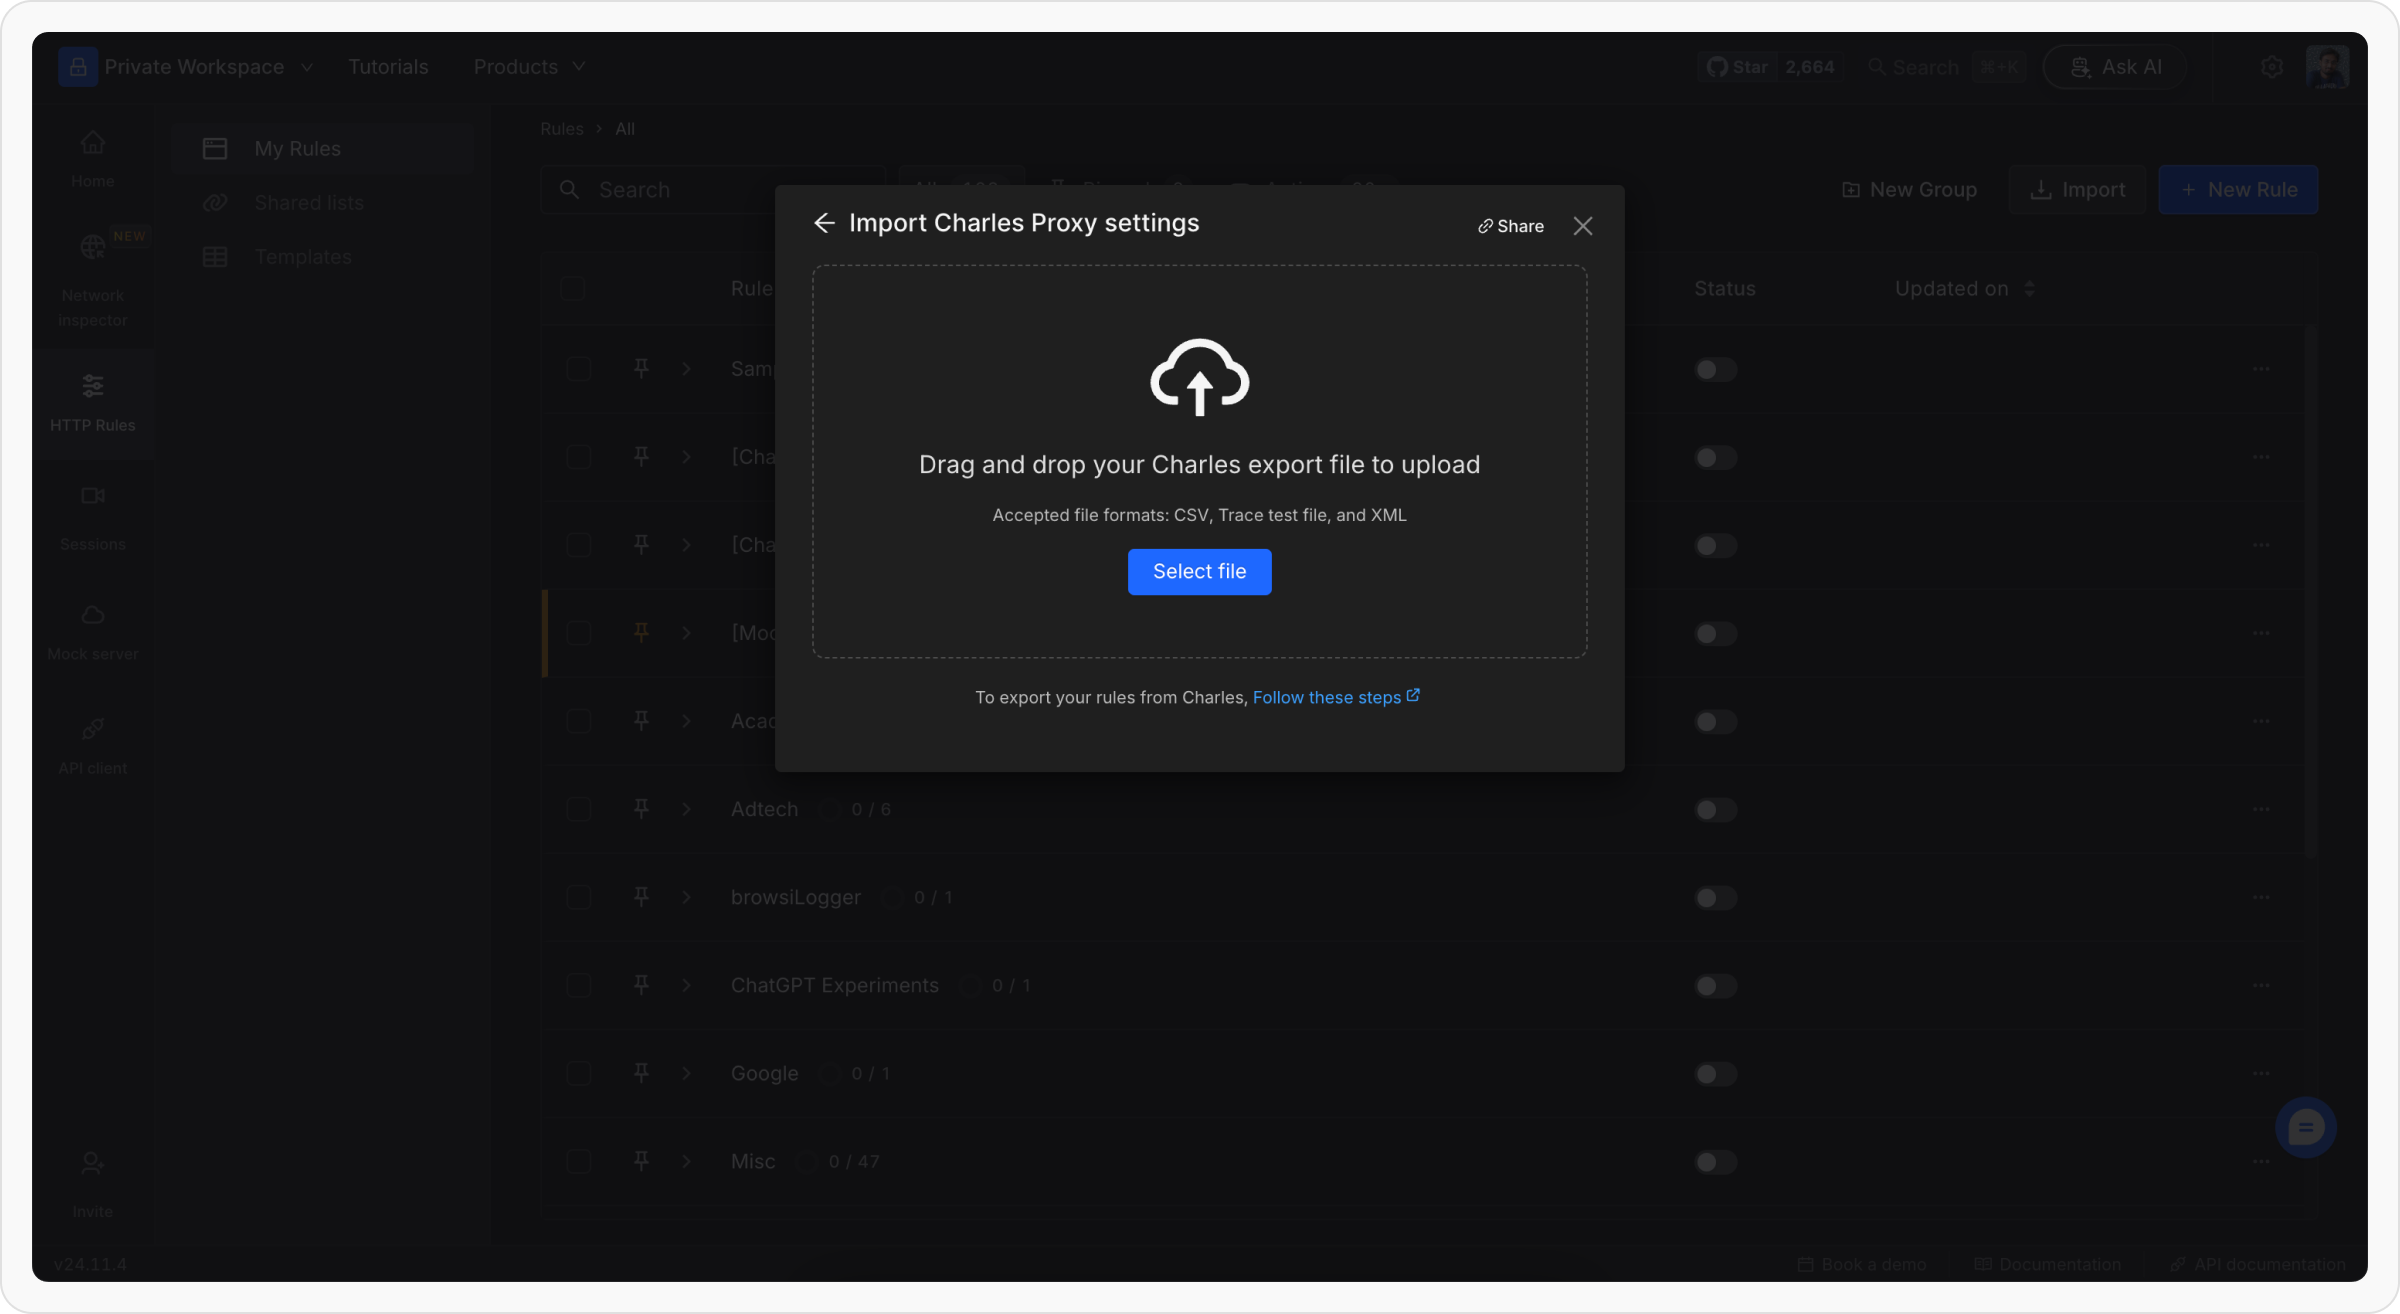 Private Workspace Tutorials Products Star 2,664 Search ⌘+K Ask AI
Home
NEW
Network
inspector
HTTP Rules
Sessions
Mock server
API client
Invite
My Rules
Shared lists
Templates
Rules > All
Search
New Group Import + New Rule
Rule
Status Updated on
Sam
[Cha
[Cha
[Moc
Acad
Adtech 0 / 6
browsiLogger 0 / 1
ChatGPT Experiments 0 / 1
Google 0 / 1
Misc 0 / 47
Import Charles Proxy settings
Share
Drag and drop your Charles export file to upload
Accepted file formats: CSV, Trace test file, and XML
Select file
To export your rules from Charles, Follow these steps
v24.11.4 Book a demo Documentation API documentation